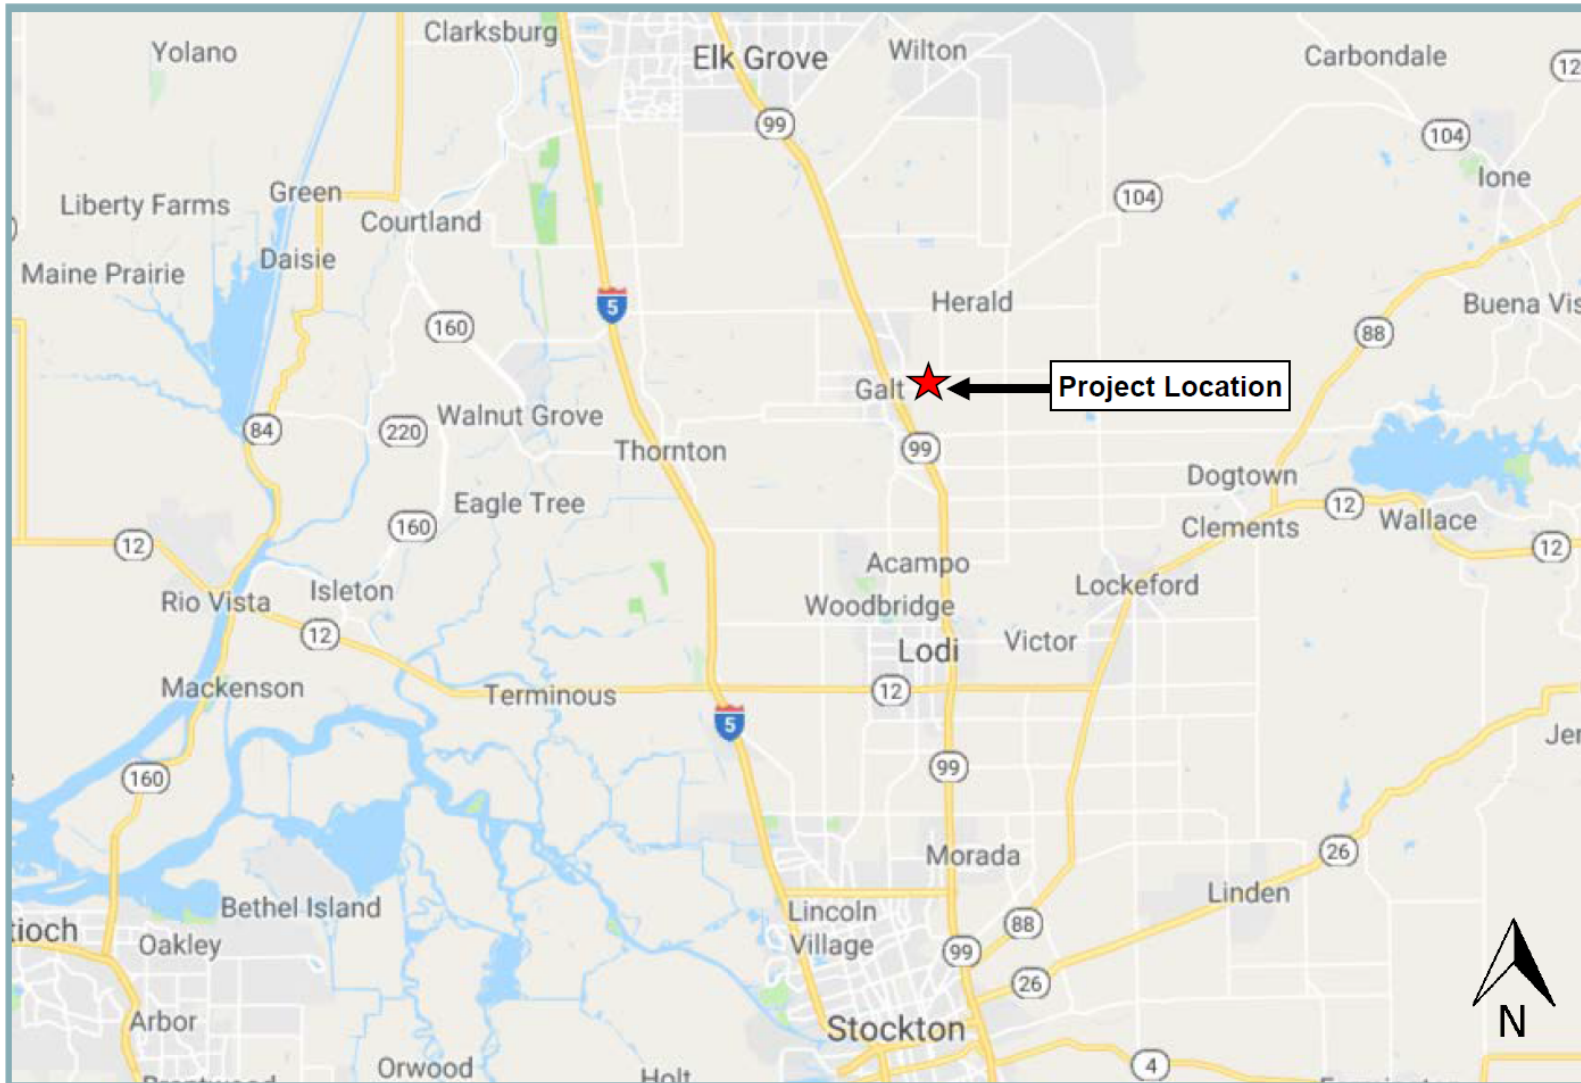 Clarksburg
Yolano
Elk Grove
Wilton
Carbondale
12
99
104
Ione
Green
Liberty Farms
Courtland
104
Daisie
Maine Prairie
5
Herald
Buena Vis
160
88
Galt
Project Location
Walnut Grove
84
220
99
Thornton
Dogtown
Eagle Tree
12
Wallace
160
Clements
12
12
Acampo
Isleton
Lockeford
Rio Vista
Woodbridge
12
Victor
Lodi
Mackenson
Terminous
12
5
Jer
99
160
26
Morada
Linden
Bethel Island
Lincoln
Village
88
ioch
Oakley
99
26
Arbor
N
Stockton
Orwood
4
Holt